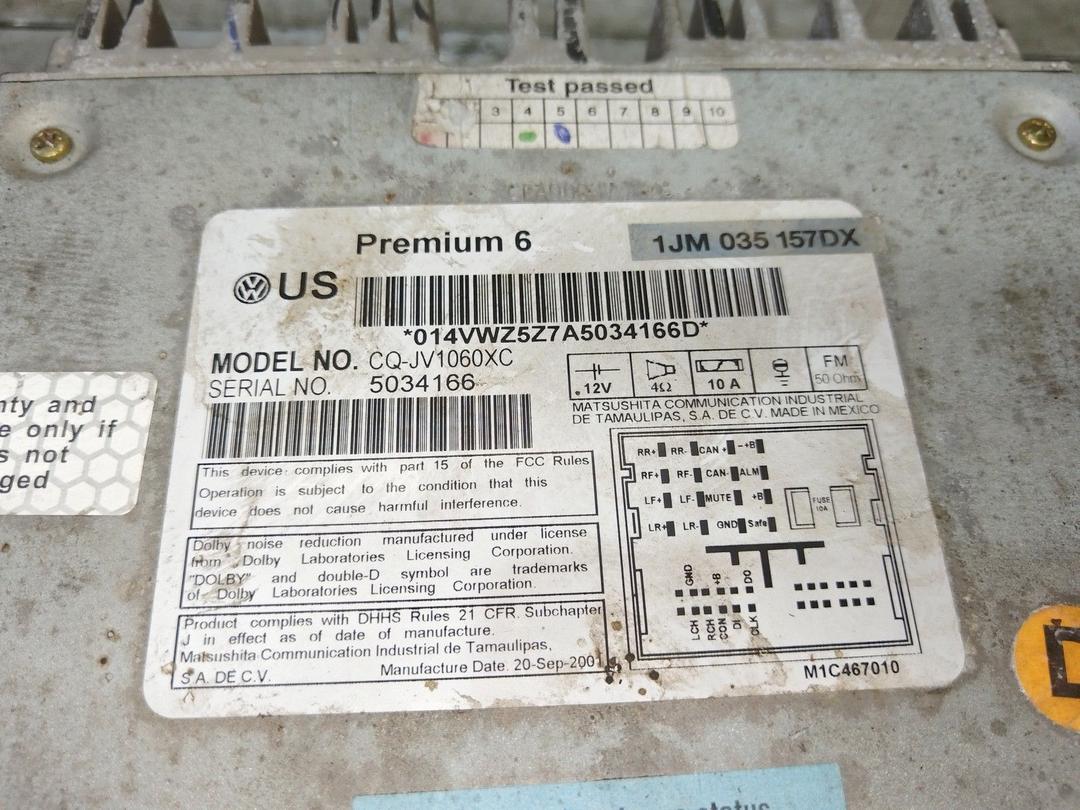 Test passed
3 4 5 6 7 8 9 10
Premium 6
1JM 035 157DX
VW US
*014VWZ5Z7A5034166D*
MODEL NO. CQ-JV1060XC
SERIAL NO. 5034166
12V 4Ω 10 A FM 50 Ohm
MATSUSHITA COMMUNICATION INDUSTRIAL
DE TAMAULIPAS, S.A. DE C.V. MADE IN MEXICO
nty and
e only if
s not
ged
This device complies with part 15 of the FCC Rules
Operation is subject to the condition that this
device does not cause harmful interference.
Dolby noise reduction manufactured under license
from Dolby Laboratories Licensing Corporation.
"DOLBY" and double-D symbol are trademarks
of Dolby Laboratories Licensing Corporation.
Product complies with DHHS Rules 21 CFR. Subchapter
J in effect as of date of manufacture.
Matsushita Communication Industrial de Tamaulipas,
S.A. DE C.V. Manufacture Date. 20-Sep-2001
RR+ RR- CAN+ -+B
RF+ RF- CAN- ALM
LF+ LF- MUTE +B
LR+ LR- GND Safe
FUSE
10A
GND +B DO
LCH RCH CON DI CLK
M1C467010
status